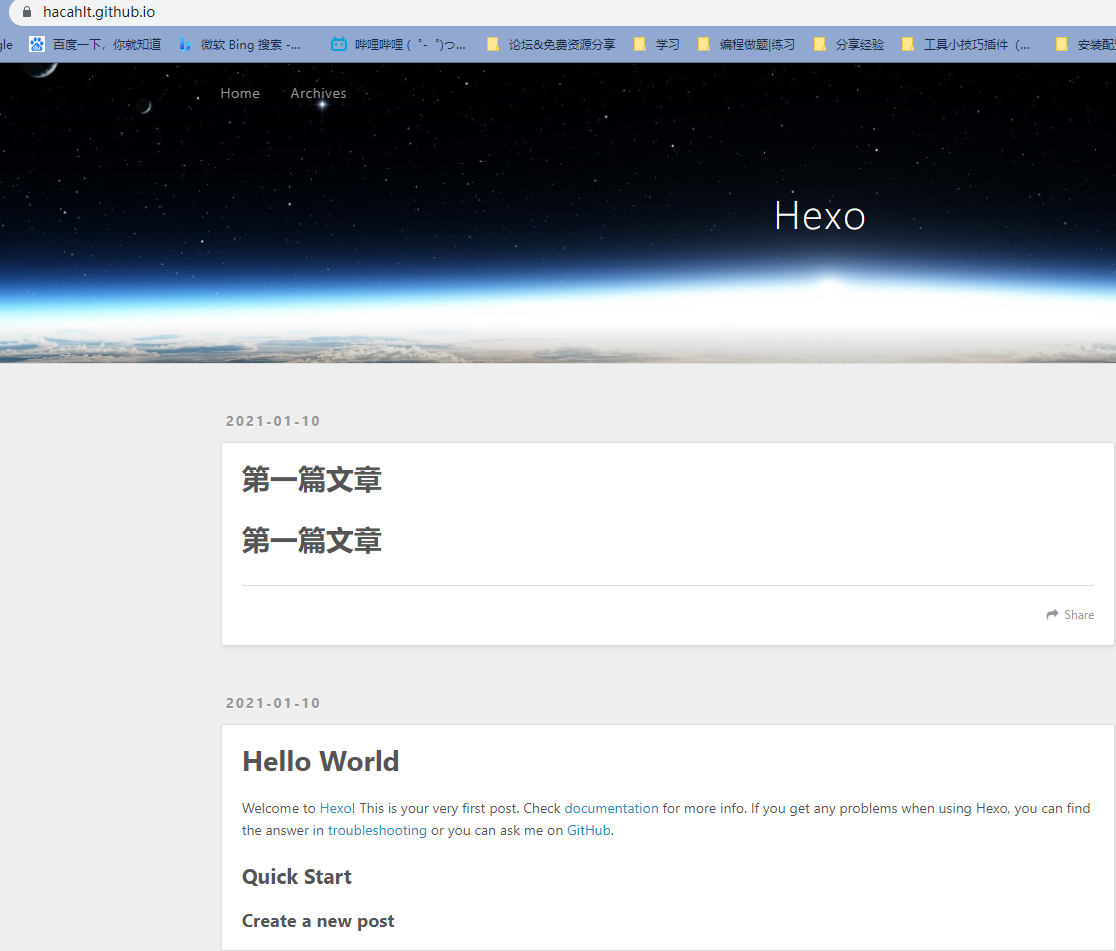 hacahlt.github.io
gle 百度一下，你就知道 微软 Bing 搜索 -... 哔哩哔哩 ( ゜- ゜)つ... 论坛&免费资源分享 学习 编程做题|练习 分享经验 工具小技巧插件（... 安装配置
Home Archives
Hexo
2021-01-10
第一篇文章
第一篇文章
Share
2021-01-10
Hello World
Welcome to Hexo! This is your very first post. Check documentation for more info. If you get any problems when using Hexo, you can find
the answer in troubleshooting or you can ask me on GitHub.
Quick Start
Create a new post